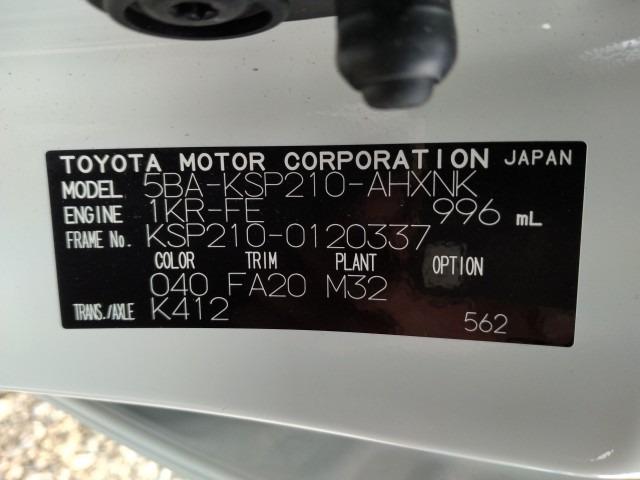 TOYOTA MOTOR CORPORATION JAPAN
MODEL 5BA-KSP210-AHXNK
ENGINE 1KR-FE 996 mL
FRAME No. KSP210-0120337
COLOR TRIM PLANT OPTION
040 FA20 M32
TRANS./AXLE K412
562